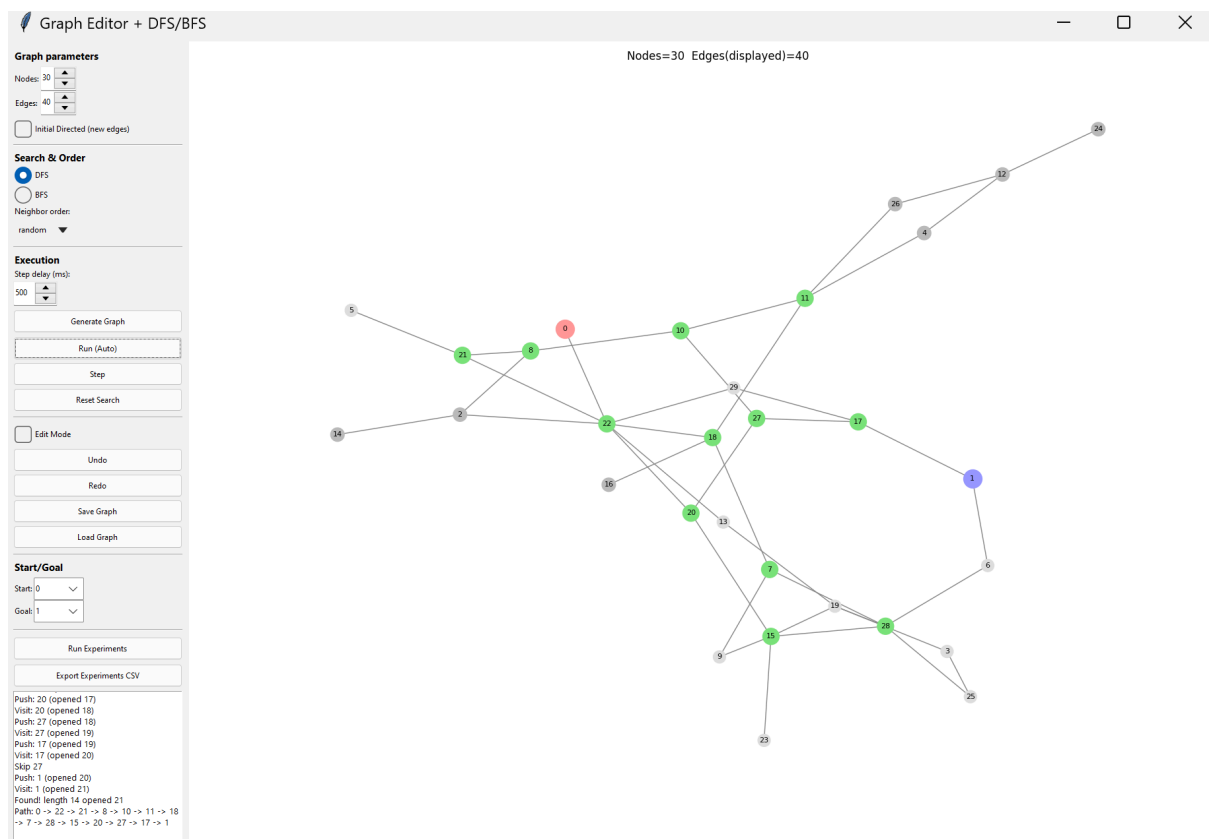 Graph Editor + DFS/BFS
Graph parameters
Nodes: 30
Edges: 40
Initial Directed (new edges)
Search & Order
DFS
BFS
Neighbor order:
random
Execution
Step delay (ms):
500
Generate Graph
Run (Auto)
Step
Reset Search
Edit Mode
Undo
Redo
Save Graph
Load Graph
Start/Goal
Start: 0
Goal: 1
Run Experiments
Export Experiments CSV
Push: 20 (opened 17)
Visit: 20 (opened 18)
Push: 27 (opened 18)
Visit: 27 (opened 19)
Push: 17 (opened 19)
Visit: 17 (opened 20)
Skip 27
Push: 1 (opened 20)
Visit: 1 (opened 21)
Found! length 14 opened 21
Path: 0 -> 22 -> 21 -> 8 -> 10 -> 11 -> 18
-> 7 -> 28 -> 15 -> 20 -> 27 -> 17 -> 1
Nodes=30 Edges(displayed)=40
24
12
26
4
11
5
0
10
8
21
29
2
27
17
22
14
18
1
16
20
13
6
7
19
28
15
3
9
25
23